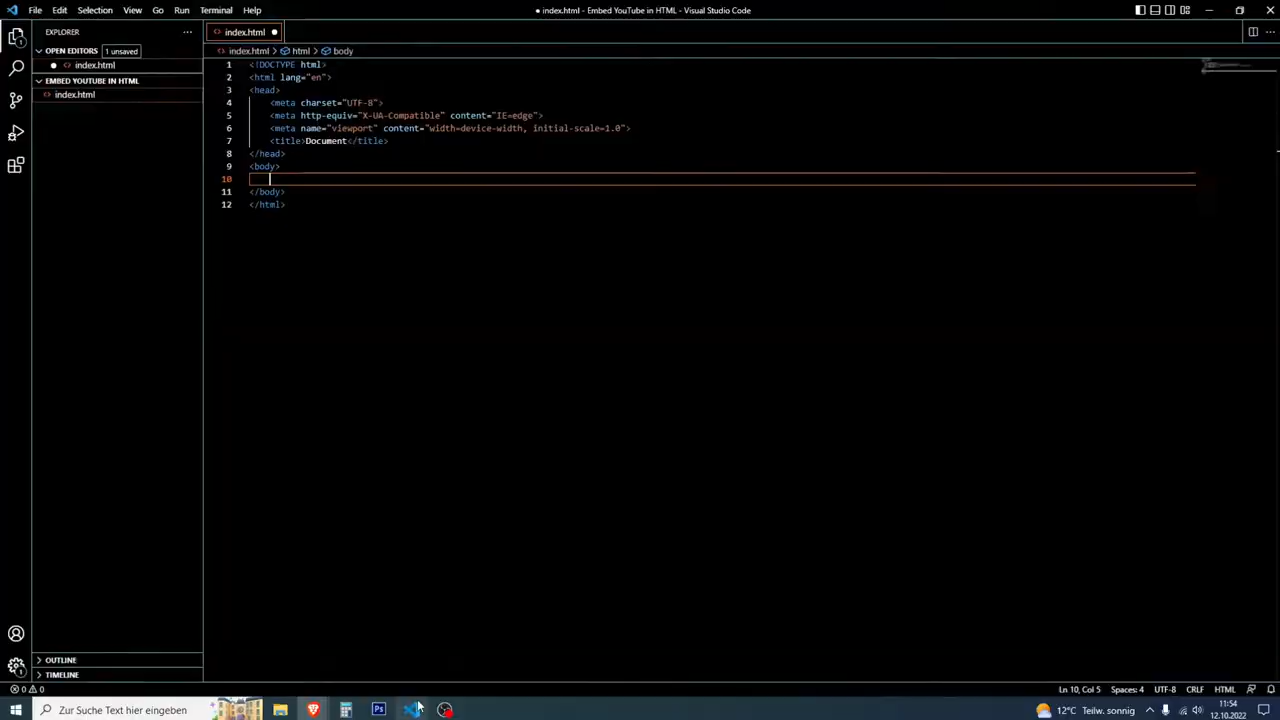 File Edit Selection View Go Run Terminal Help
● index.html - Embed YouTube in HTML - Visual Studio Code
EXPLORER
OPEN EDITORS 1 unsaved
index.html
EMBED YOUTUBE IN HTML
index.html
OUTLINE
TIMELINE
index.html
index.html > html > body
1 <!DOCTYPE html>
2 <html lang="en">
3 <head>
4 <meta charset="UTF-8">
5 <meta http-equiv="X-UA-Compatible" content="IE=edge">
6 <meta name="viewport" content="width=device-width, initial-scale=1.0">
7 <title>Document</title>
8 </head>
9 <body>
10
11 </body>
12 </html>
0 0
Ln 10, Col 5 Spaces: 4 UTF-8 CRLF HTML
Zur Suche Text hier eingeben
Ps
12°C Teilw. sonnig
11:54
12.10.2022